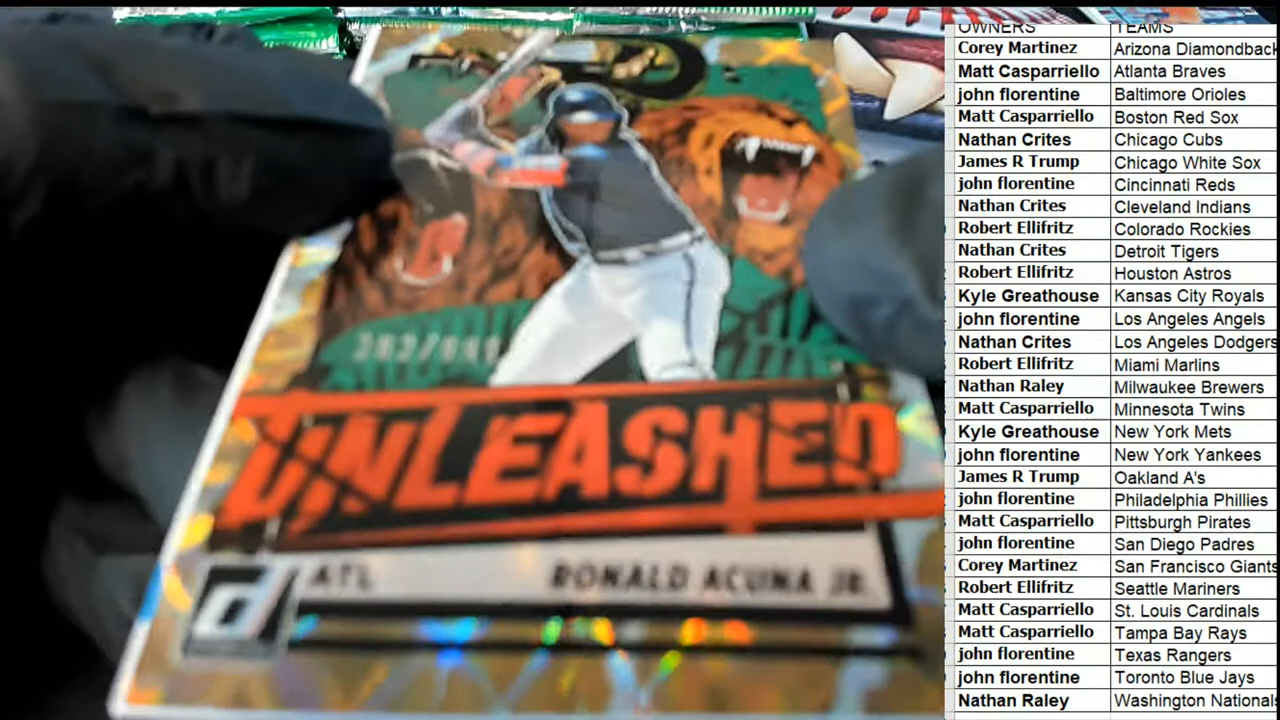 UNLEASHED
ATL RONALD ACUNA JR.
OWNERS TEAMS
Corey Martinez Arizona Diamondback
Matt Casparriello Atlanta Braves
john florentine Baltimore Orioles
Matt Casparriello Boston Red Sox
Nathan Crites Chicago Cubs
James R Trump Chicago White Sox
john florentine Cincinnati Reds
Nathan Crites Cleveland Indians
Robert Ellifritz Colorado Rockies
Nathan Crites Detroit Tigers
Robert Ellifritz Houston Astros
Kyle Greathouse Kansas City Royals
john florentine Los Angeles Angels
Nathan Crites Los Angeles Dodgers
Robert Ellifritz Miami Marlins
Nathan Raley Milwaukee Brewers
Matt Casparriello Minnesota Twins
Kyle Greathouse New York Mets
john florentine New York Yankees
James R Trump Oakland A's
john florentine Philadelphia Phillies
Matt Casparriello Pittsburgh Pirates
john florentine San Diego Padres
Corey Martinez San Francisco Giants
Robert Ellifritz Seattle Mariners
Matt Casparriello St. Louis Cardinals
Matt Casparriello Tampa Bay Rays
john florentine Texas Rangers
john florentine Toronto Blue Jays
Nathan Raley Washington National